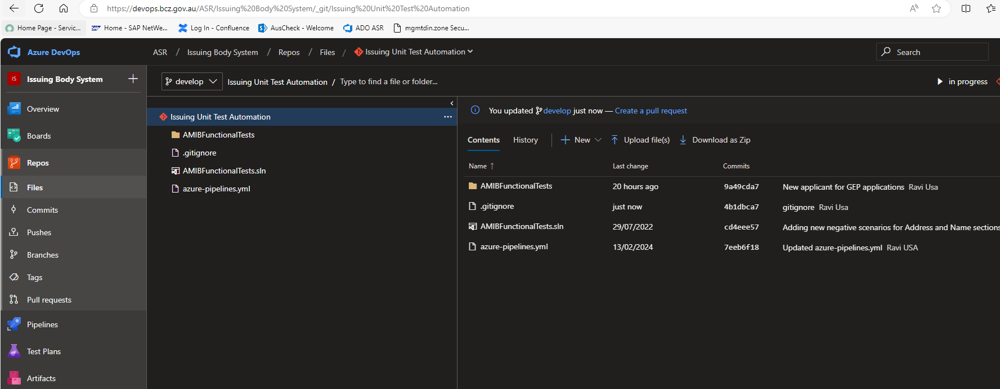 https://devops.bcz.gov.au/ASR/Issuing%20Body%20System/_git/Issuing%20Unit%20Test%20Automation
Home Page - Servic... Home - SAP NetWe... Log In - Confluence AusCheck - Welcome ADO ASR mgmtdin.zone Secu...
Azure DevOps
ASR / Issuing Body System / Repos / Files / Issuing Unit Test Automation
Search
IS Issuing Body System
Overview
Boards
Repos
Files
Commits
Pushes
Branches
Tags
Pull requests
Pipelines
Test Plans
Artifacts
develop Issuing Unit Test Automation / Type to find a file or folder...
in progress
Issuing Unit Test Automation
AMIBFunctionalTests
.gitignore
AMIBFunctionalTests.sln
azure-pipelines.yml
You updated develop just now — Create a pull request
Contents History New Upload file(s) Download as Zip
Name ↑ Last change Commits
AMIBFunctionalTests 20 hours ago 9a49cda7 New applicant for GEP applications Ravi Usa
.gitignore just now 4b1dbca7 gitignore Ravi Usa
AMIBFunctionalTests.sln 29/07/2022 cd4eee57 Adding new negative scenarios for Address and Name sections
azure-pipelines.yml 13/02/2024 7eeb6f18 Updated azure-pipelines.yml Ravi USA